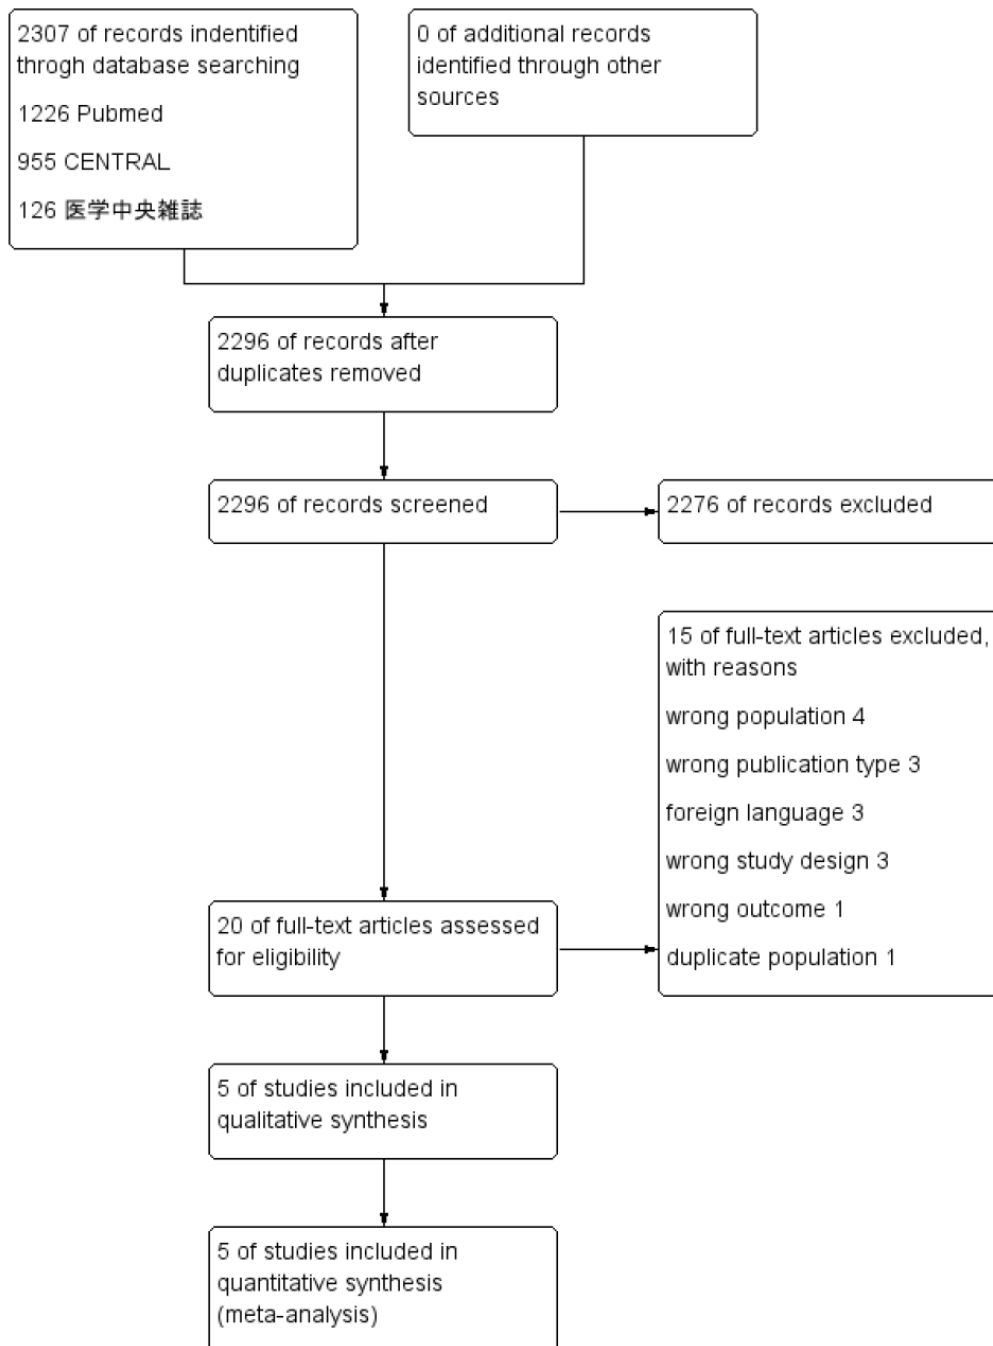 2307 of records indentified
throgh database searching
1226 Pubmed
955 CENTRAL
126 医学中央雑誌
0 of additional records
identified through other
sources
2296 of records after
duplicates removed
2296 of records screened
2276 of records excluded
15 of full-text articles excluded,
with reasons
wrong population 4
wrong publication type 3
foreign language 3
wrong study design 3
wrong outcome 1
duplicate population 1
20 of full-text articles assessed
for eligibility
5 of studies included in
qualitative synthesis
5 of studies included in
quantitative synthesis
(meta-analysis)